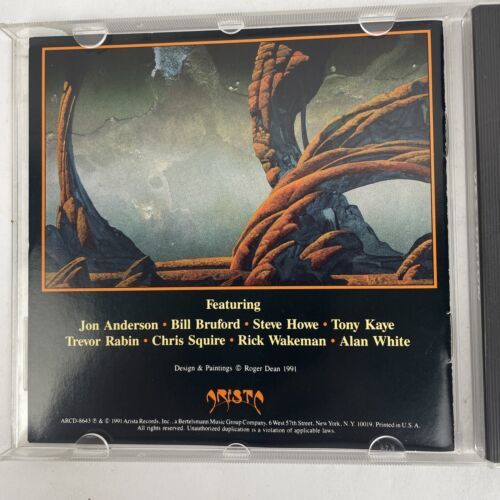 Featuring
Jon Anderson • Bill Bruford • Steve Howe • Tony Kaye
Trevor Rabin • Chris Squire • Rick Wakeman • Alan White
Design & Paintings © Roger Dean 1991
ARISTA
ARCD-8643 ℗ & © 1991 Arista Records, Inc., a Bertelsmann Music Group Company, 6 West 57th Street, New York, N.Y. 10019. Printed in U.S.A.
All rights reserved. Unauthorized duplication is a violation of applicable laws.